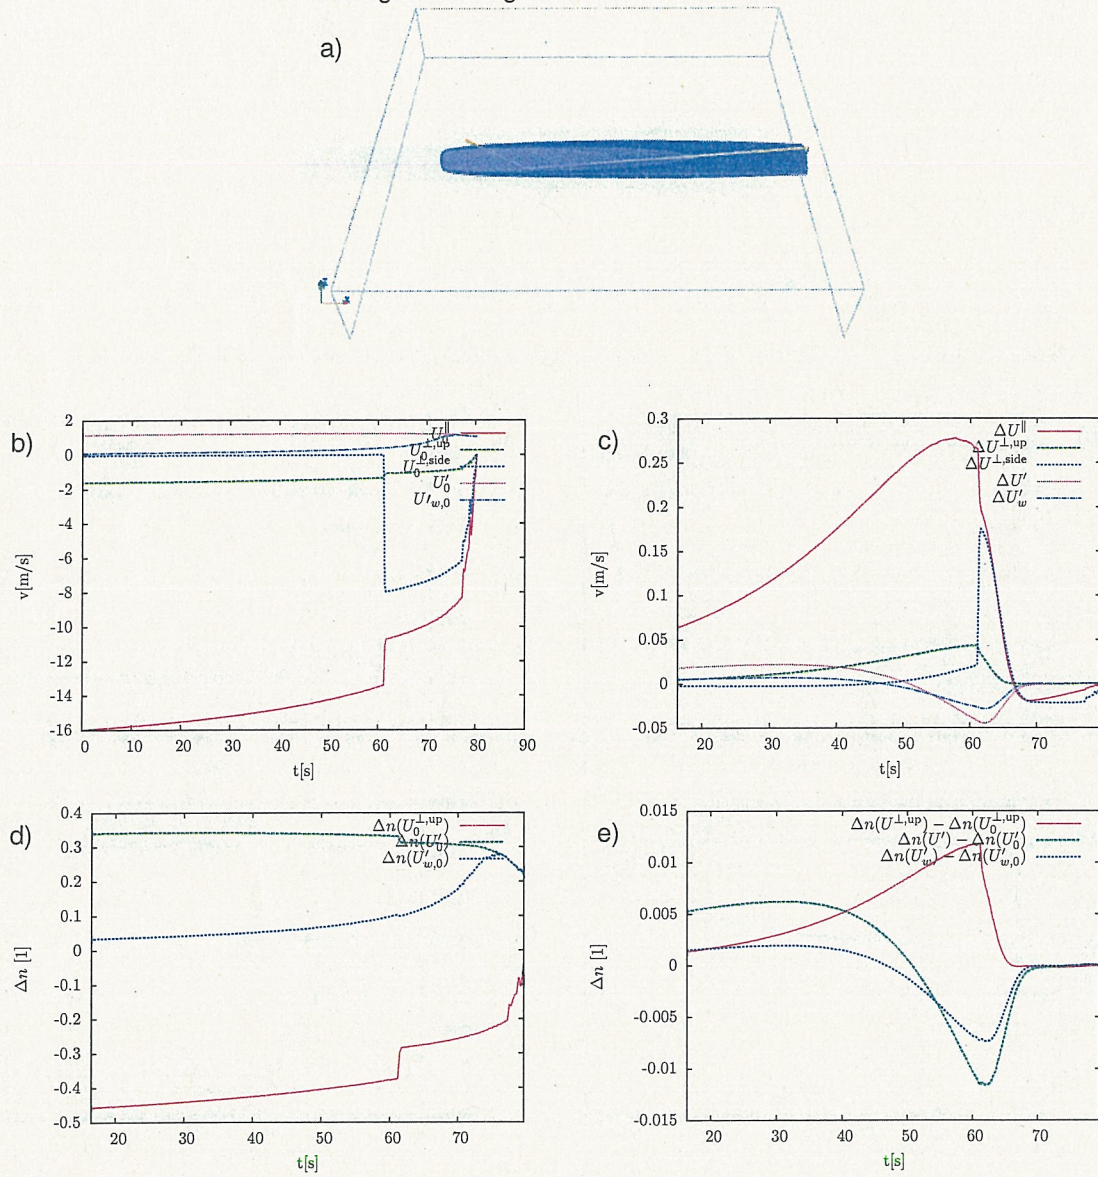 a)
b)
2
0
-2
-4
-6
-8
-10
-12
-14
-16
v[m/s]
0 10 20 30 40 50 60 70 80 90
t[s]
U∥
U₀⊥,up
U₀⊥,side
U′₀
U′w,0
c)
0.3
0.25
0.2
0.15
0.1
0.05
0
-0.05
v[m/s]
20 30 40 50 60 70
t[s]
ΔU∥
ΔU⊥,up
ΔU⊥,side
ΔU′
ΔU′w
d)
0.4
0.3
0.2
0.1
0
-0.1
-0.2
-0.3
-0.4
-0.5
Δn [1]
20 30 40 50 60 70
t[s]
Δn(U₀⊥,up)
Δn(U′₀)
Δn(U′w,0)
e)
0.015
0.01
0.005
0
-0.005
-0.01
-0.015
Δn [1]
20 30 40 50 60 70
t[s]
Δn(U⊥,up) − Δn(U₀⊥,up)
Δn(U′) − Δn(U′₀)
Δn(U′w) − Δn(U′w,0)